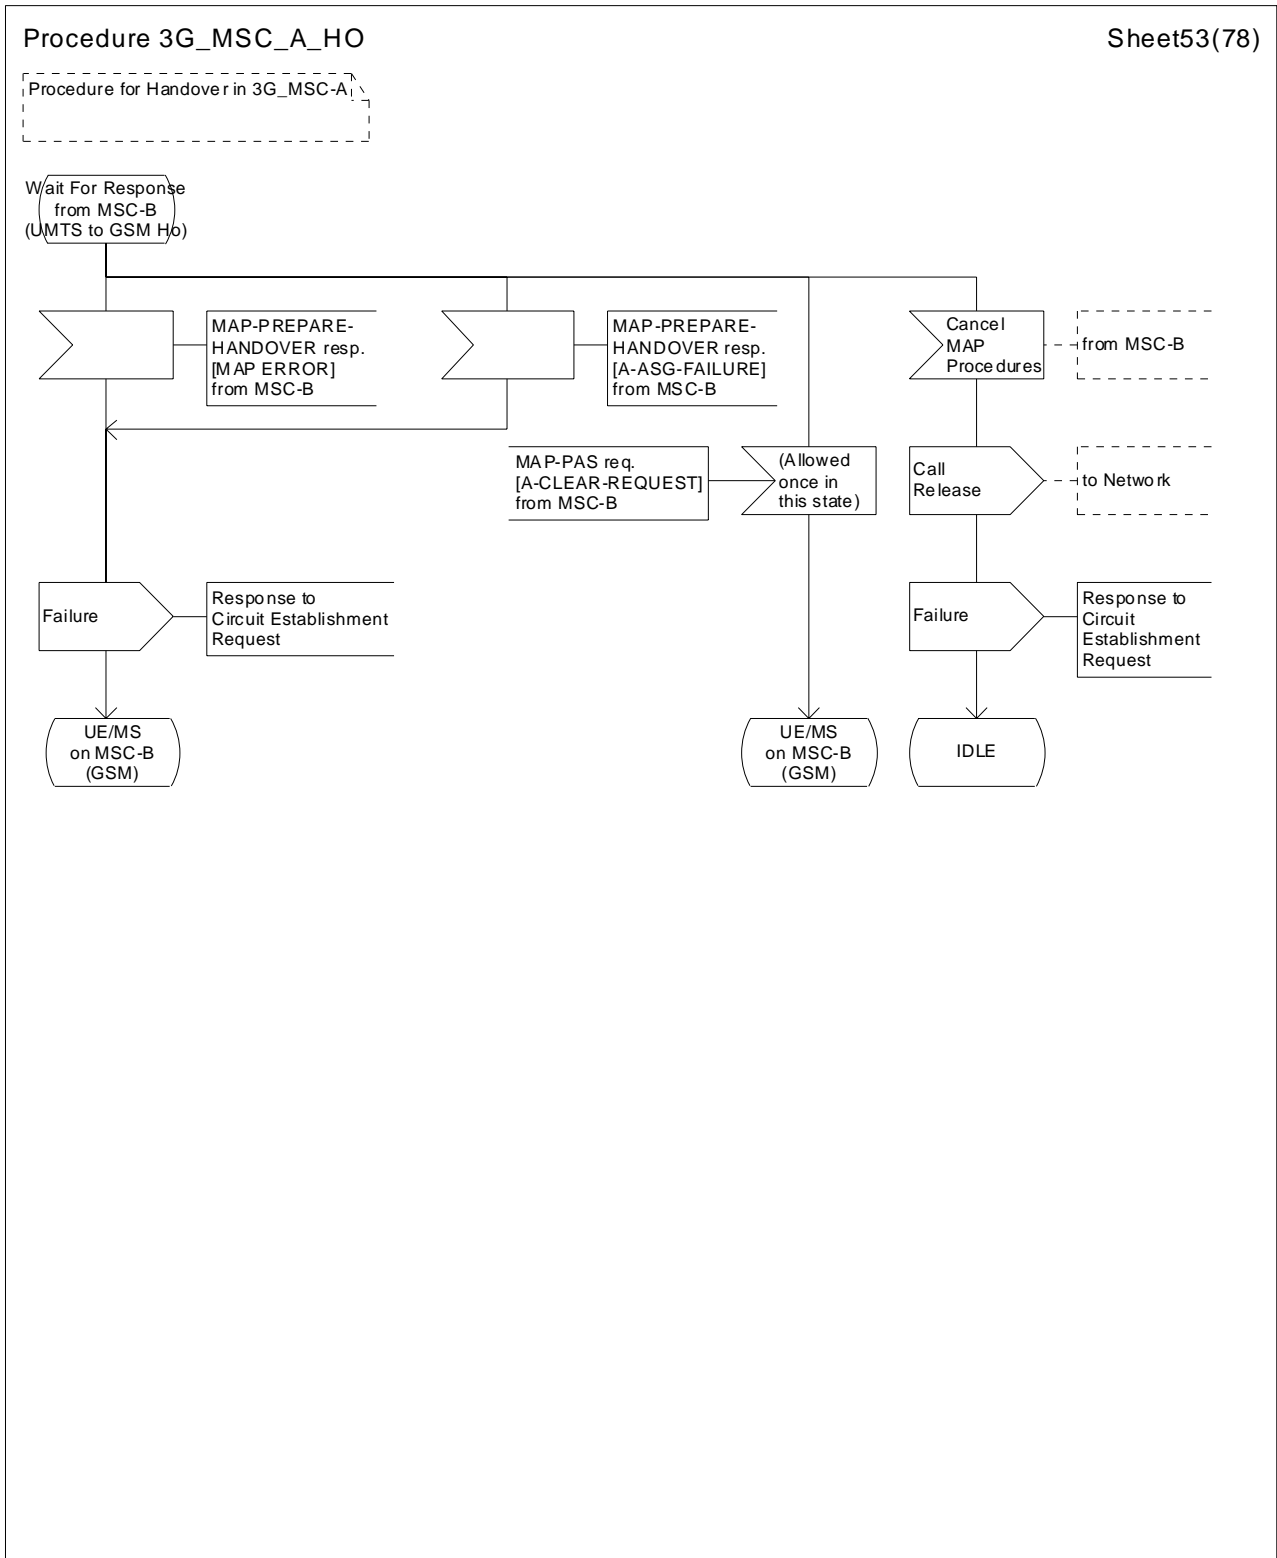 Procedure 3G_MSC_A_HO
Sheet53(78)
Procedure for Handover in 3G_MSC-A
Wait For Response
from MSC-B
(UMTS to GSM Ho)
MAP-PREPARE-
HANDOVER resp.
[MAP ERROR]
from MSC-B
MAP-PREPARE-
HANDOVER resp.
[A-ASG-FAILURE]
from MSC-B
Cancel
MAP
Procedures
from MSC-B
MAP-PAS req.
[A-CLEAR-REQUEST]
from MSC-B
(Allowed
once in
this state)
Call
Release
to Network
Failure
Response to
Circuit Establishment
Request
Failure
Response to
Circuit
Establishment
Request
UE/MS
on MSC-B
(GSM)
UE/MS
on MSC-B
(GSM)
IDLE